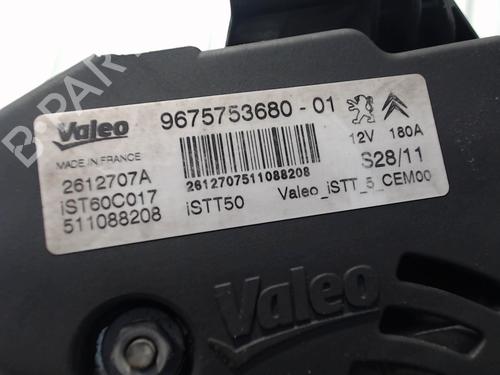 Valeo
9675753680 - 01
MADE IN FRANCE
12V 180A
2612707A
2612707511088208
S28/11
iST60C017
iSTT50
Valeo_iSTT_5_CEM00
511088208
Valeo
B-PARTS